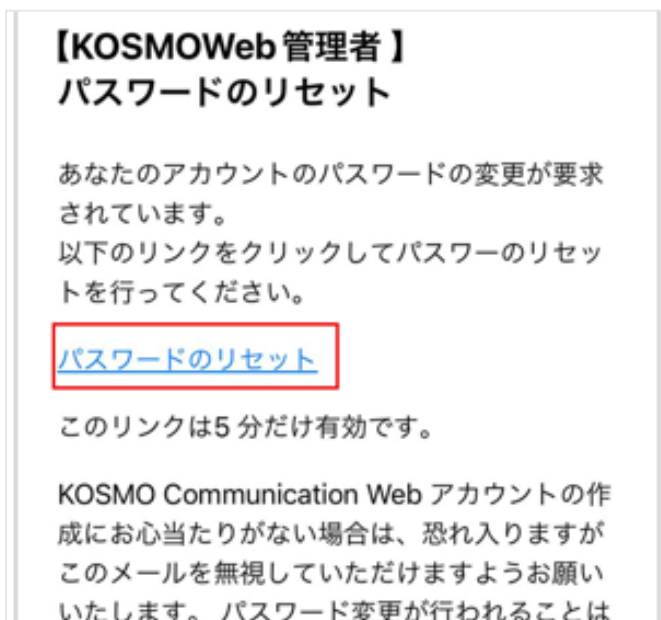 【KOSMOWeb管理者】
パスワードのリセット
あなたのアカウントのパスワードの変更が要求
されています。
以下のリンクをクリックしてパスワーのリセッ
トを行ってください。
パスワードのリセット
このリンクは5 分だけ有効です。
KOSMO Communication Web アカウントの作
成にお心当たりがない場合は、恐れ入りますが
このメールを無視していただけますようお願い
いたします。 パスワード変更が行われることは